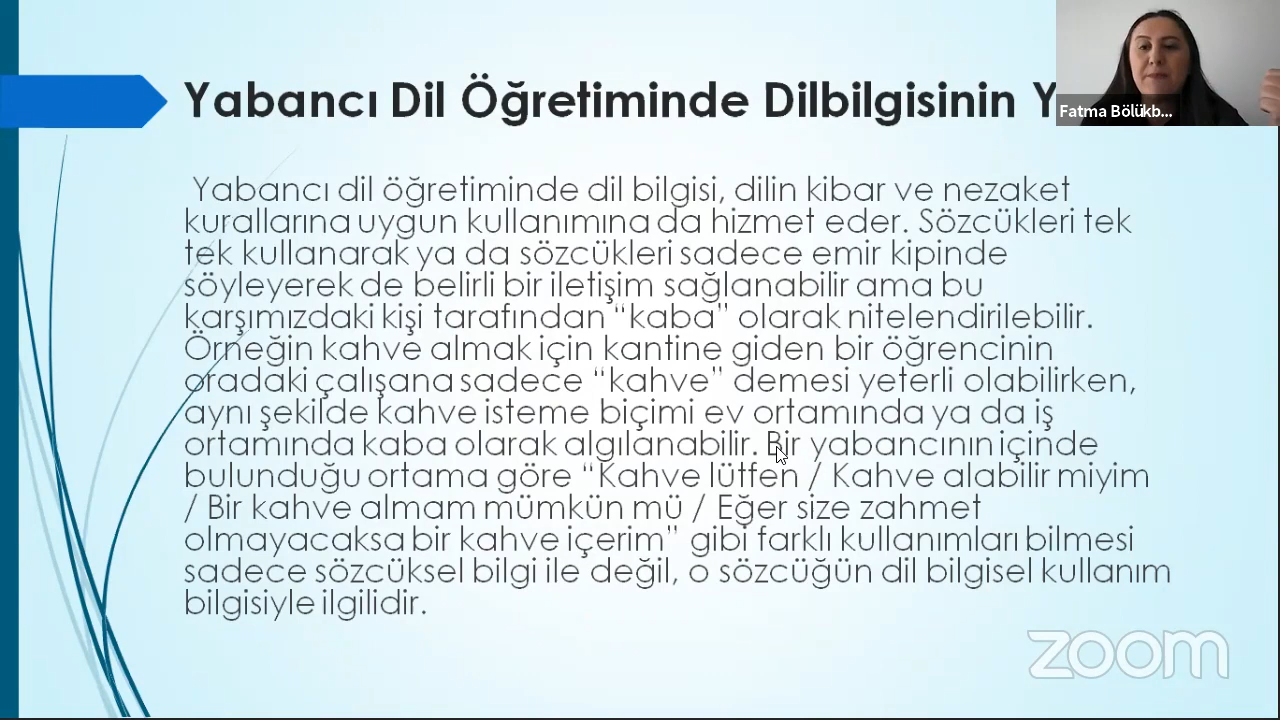 Yabancı Dil Öğretiminde Dilbilgisinin Y
Fatma Bölükb...
Yabancı dil öğretiminde dil bilgisi, dilin kibar ve nezaket
kurallarına uygun kullanımına da hizmet eder. Sözcükleri tek
tek kullanarak ya da sözcükleri sadece emir kipinde
söyleyerek de belirli bir iletişim sağlanabilir ama bu
karşımızdaki kişi tarafından “kaba” olarak nitelendirilebilir.
Örneğin kahve almak için kantine giden bir öğrencinin
oradaki çalışana sadece “kahve” demesi yeterli olabilirken,
aynı şekilde kahve isteme biçimi ev ortamında ya da iş
ortamında kaba olarak algılanabilir. Bir yabancının içinde
bulunduğu ortama göre “Kahve lütfen / Kahve alabilir miyim
/ Bir kahve almam mümkün mü / Eğer size zahmet
olmayacaksa bir kahve içerim” gibi farklı kullanımları bilmesi
sadece sözcüksel bilgi ile değil, o sözcüğün dil bilgisel kullanım
bilgisiyle ilgilidir.
zoom